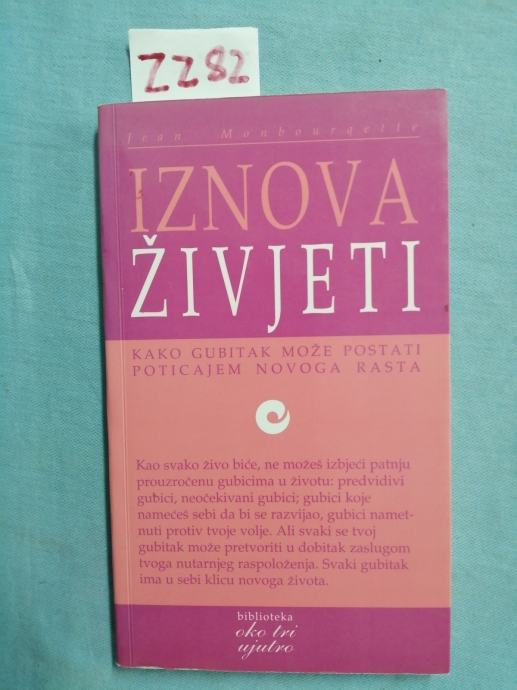 ZZ82
Jean Monbourqette
IZNOVA
ŽIVJETI
KAKO GUBITAK MOŽE POSTATI
POTICAJEM NOVOGA RASTA
Kao svako živo biće, ne možeš izbjeći patnju
prouzročenu gubicima u životu: predvidivi
gubici, neočekivani gubici; gubici koje
namećeš sebi da bi se razvijao, gubici namet-
nuti protiv tvoje volje. Ali svaki se tvoj
gubitak može pretvoriti u dobitak zaslugom
tvoga nutarnjeg raspoloženja. Svaki gubitak
ima u sebi klicu novoga života.
biblioteka
oko tri
ujutro